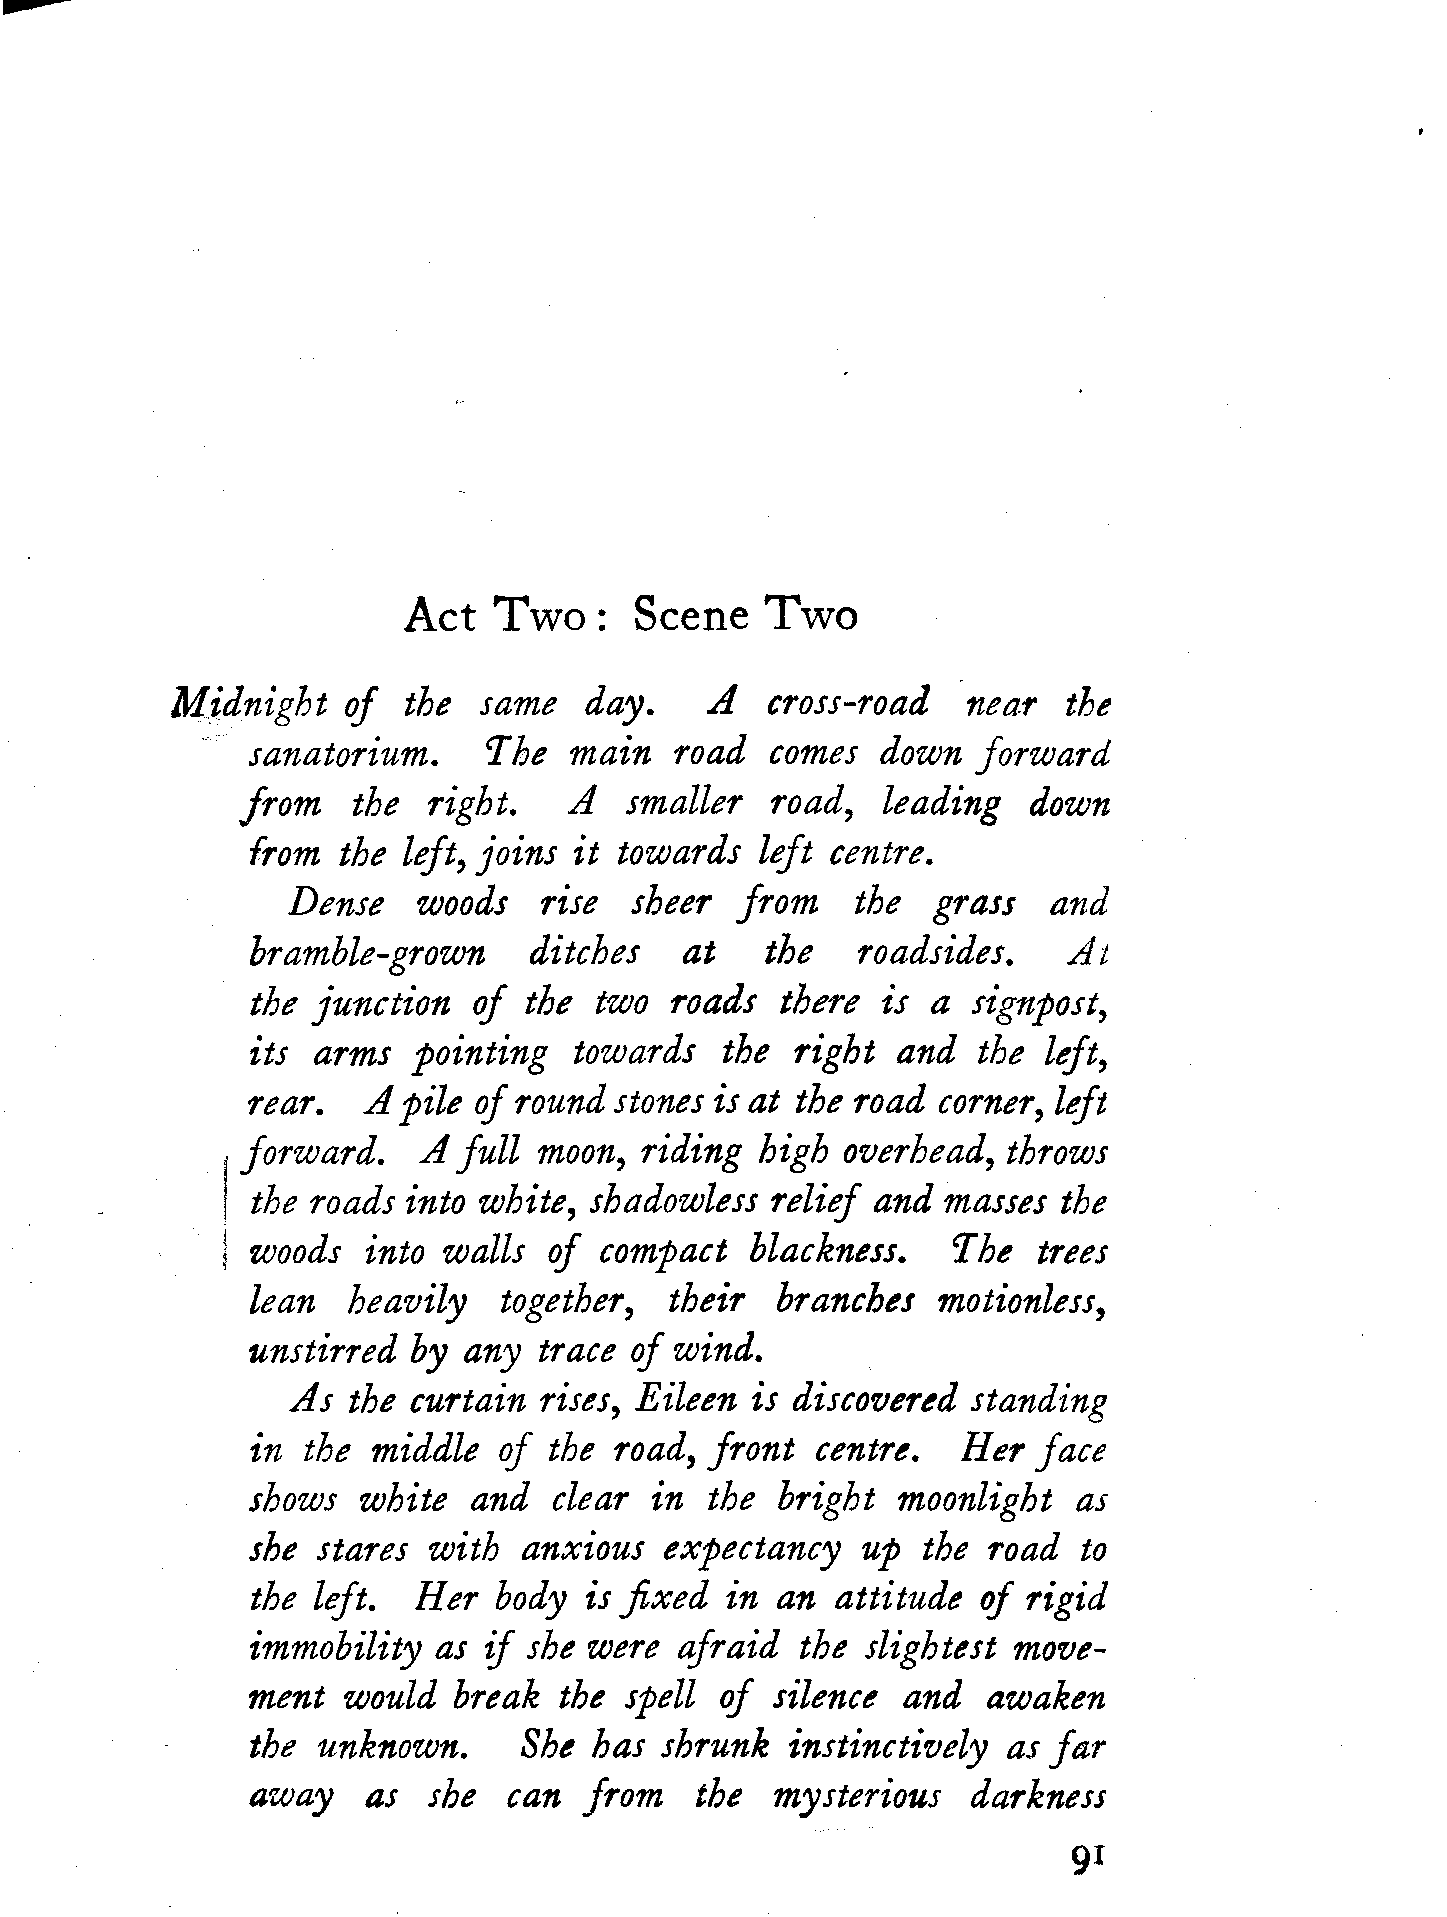 Act Two: Scene Two
Midnight of the same day. A cross-road near the
sanatorium. The main road comes down forward
from the right. A smaller road, leading down
from the left, joins it towards left centre.
Dense woods rise sheer from the grass and
bramble-grown ditches at the roadsides. At
the junction of the two roads there is a signpost,
its arms pointing towards the right and the left,
rear. A pile of round stones is at the road corner, left
forward. A full moon, riding high overhead, throws
the roads into white, shadowless relief and masses the
woods into walls of compact blackness. The trees
lean heavily together, their branches motionless,
unstirred by any trace of wind.
As the curtain rises, Eileen is discovered standing
in the middle of the road, front centre. Her face
shows white and clear in the bright moonlight as
she stares with anxious expectancy up the road to
the left. Her body is fixed in an attitude of rigid
immobility as if she were afraid the slightest move-
ment would break the spell of silence and awaken
the unknown. She has shrunk instinctively as far
away as she can from the mysterious darkness
91